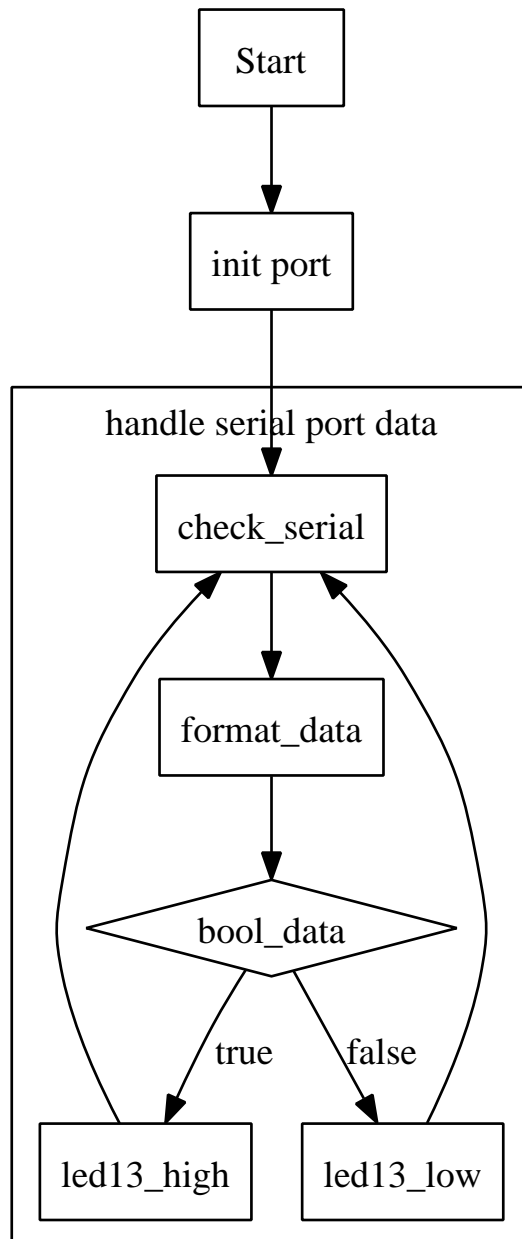 Start
init port
handle serial port data
check_serial
format_data
bool_data
true
false
led13_high
led13_low